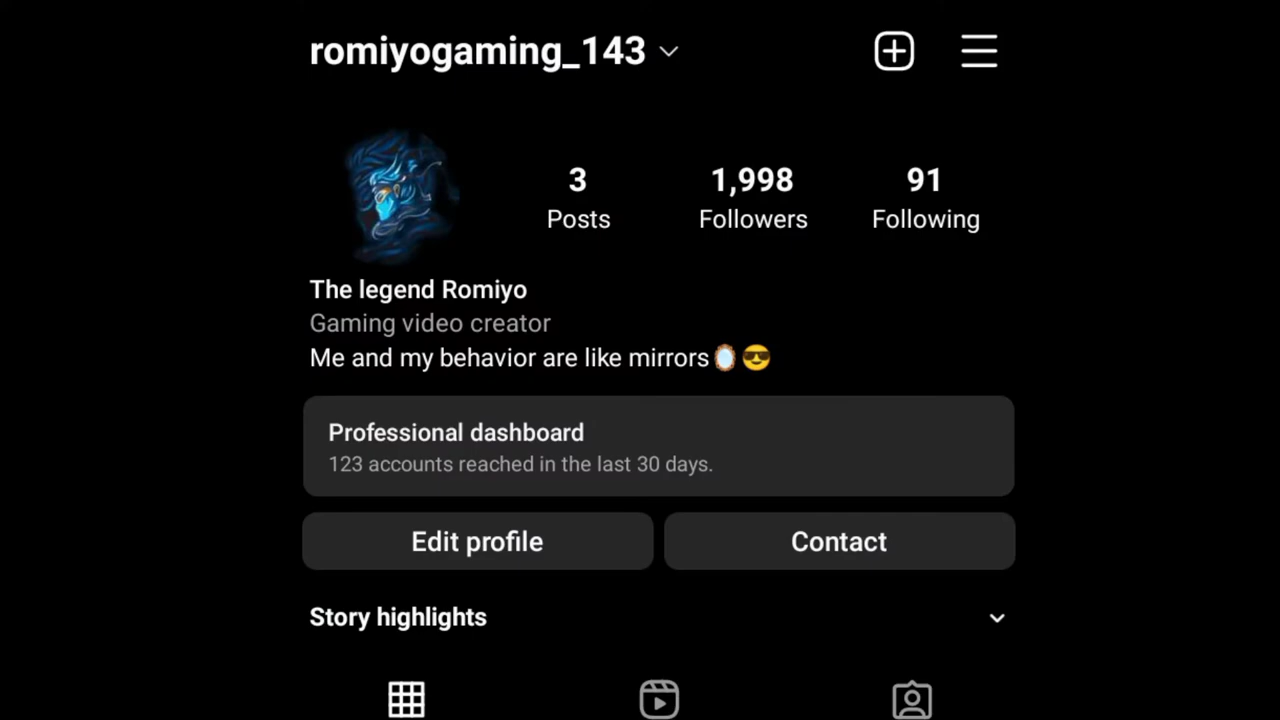 romiyogaming_143
3 1,998 91
Posts Followers Following
The legend Romiyo
Gaming video creator
Me and my behavior are like mirrors🪞😎
Professional dashboard
123 accounts reached in the last 30 days.
Edit profile Contact
Story highlights